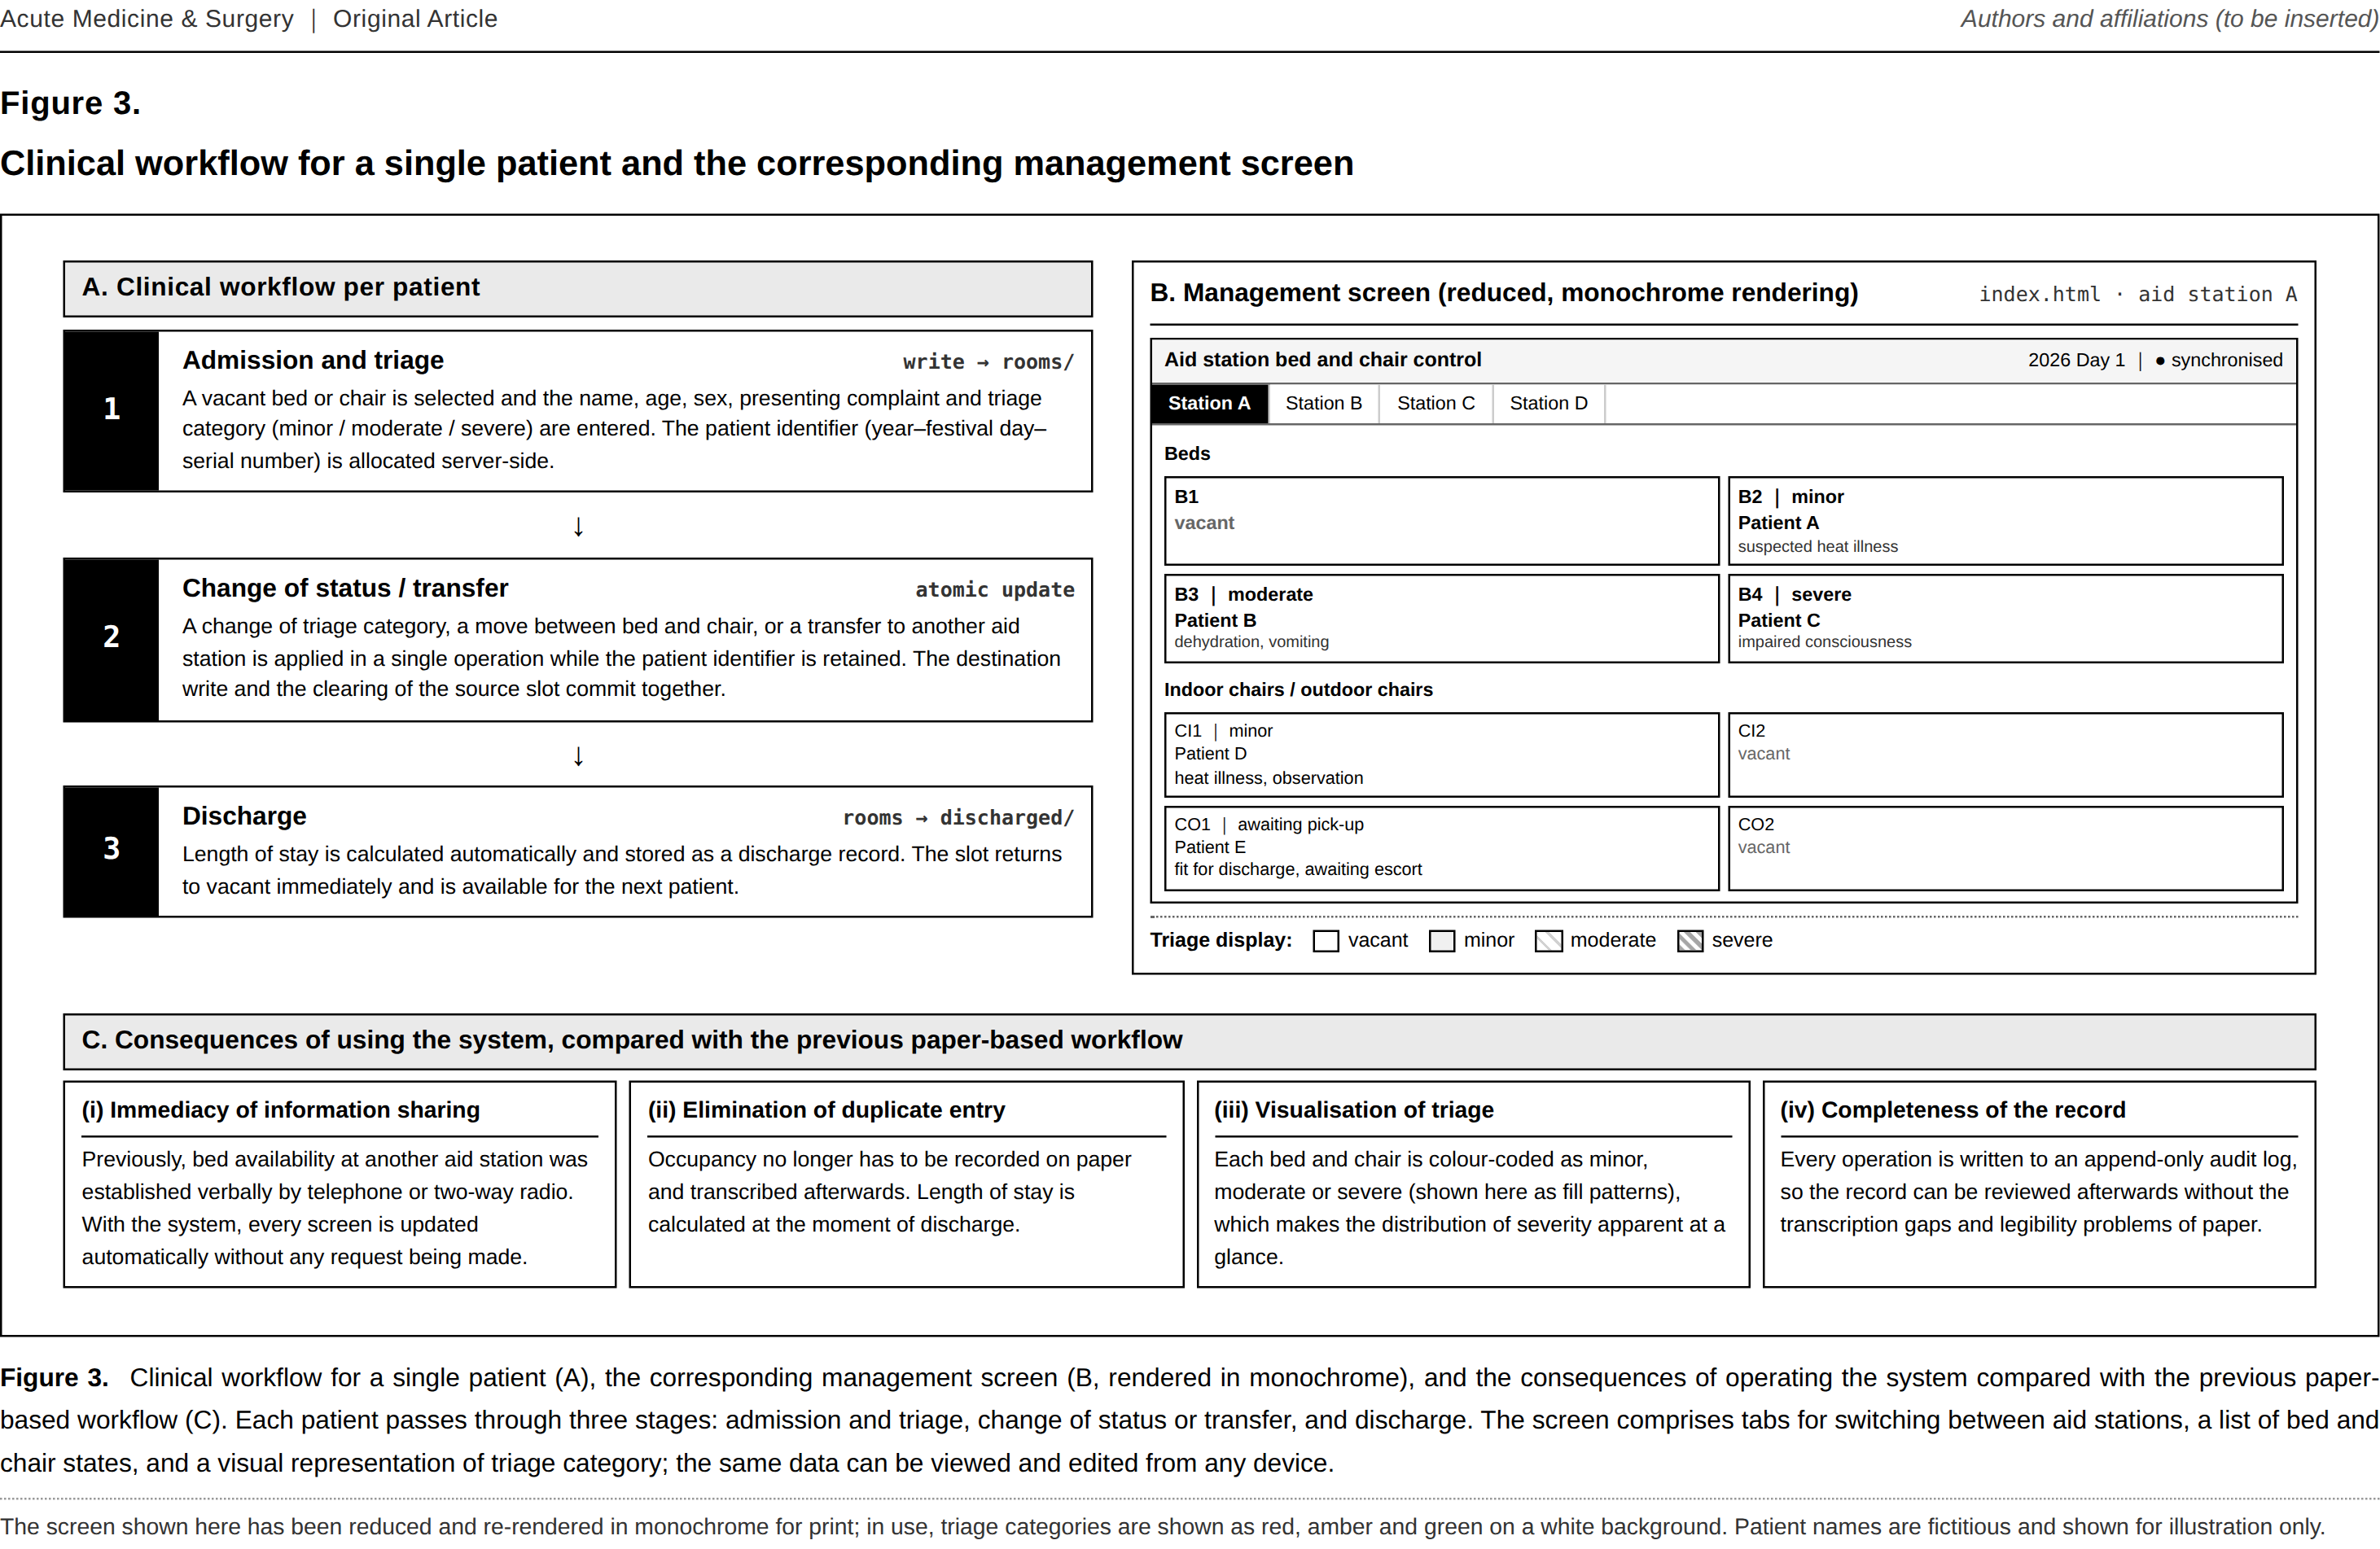 Acute Medicine & Surgery | Original Article
Authors and affiliations (to be inserted)
Figure 3.
Clinical workflow for a single patient and the corresponding management screen
A. Clinical workflow per patient
1
Admission and triage
write → rooms/
A vacant bed or chair is selected and the name, age, sex, presenting complaint and triage
category (minor / moderate / severe) are entered. The patient identifier (year–festival day–
serial number) is allocated server-side.
↓
2
Change of status / transfer
atomic update
A change of triage category, a move between bed and chair, or a transfer to another aid
station is applied in a single operation while the patient identifier is retained. The destination
write and the clearing of the source slot commit together.
↓
3
Discharge
rooms → discharged/
Length of stay is calculated automatically and stored as a discharge record. The slot returns
to vacant immediately and is available for the next patient.
B. Management screen (reduced, monochrome rendering)
index.html · aid station A
Aid station bed and chair control
2026 Day 1 | ● synchronised
Station A
Station B
Station C
Station D
Beds
B1
vacant
B2 | minor
Patient A
suspected heat illness
B3 | moderate
Patient B
dehydration, vomiting
B4 | severe
Patient C
impaired consciousness
Indoor chairs / outdoor chairs
CI1 | minor
Patient D
heat illness, observation
CI2
vacant
CO1 | awaiting pick-up
Patient E
fit for discharge, awaiting escort
CO2
vacant
Triage display: vacant minor moderate severe
C. Consequences of using the system, compared with the previous paper-based workflow
(i) Immediacy of information sharing
Previously, bed availability at another aid station was
established verbally by telephone or two-way radio.
With the system, every screen is updated
automatically without any request being made.
(ii) Elimination of duplicate entry
Occupancy no longer has to be recorded on paper
and transcribed afterwards. Length of stay is
calculated at the moment of discharge.
(iii) Visualisation of triage
Each bed and chair is colour-coded as minor,
moderate or severe (shown here as fill patterns),
which makes the distribution of severity apparent at a
glance.
(iv) Completeness of the record
Every operation is written to an append-only audit log,
so the record can be reviewed afterwards without the
transcription gaps and legibility problems of paper.
Figure 3. Clinical workflow for a single patient (A), the corresponding management screen (B, rendered in monochrome), and the consequences of operating the system compared with the previous paper-
based workflow (C). Each patient passes through three stages: admission and triage, change of status or transfer, and discharge. The screen comprises tabs for switching between aid stations, a list of bed and
chair states, and a visual representation of triage category; the same data can be viewed and edited from any device.
The screen shown here has been reduced and re-rendered in monochrome for print; in use, triage categories are shown as red, amber and green on a white background. Patient names are fictitious and shown for illustration only.